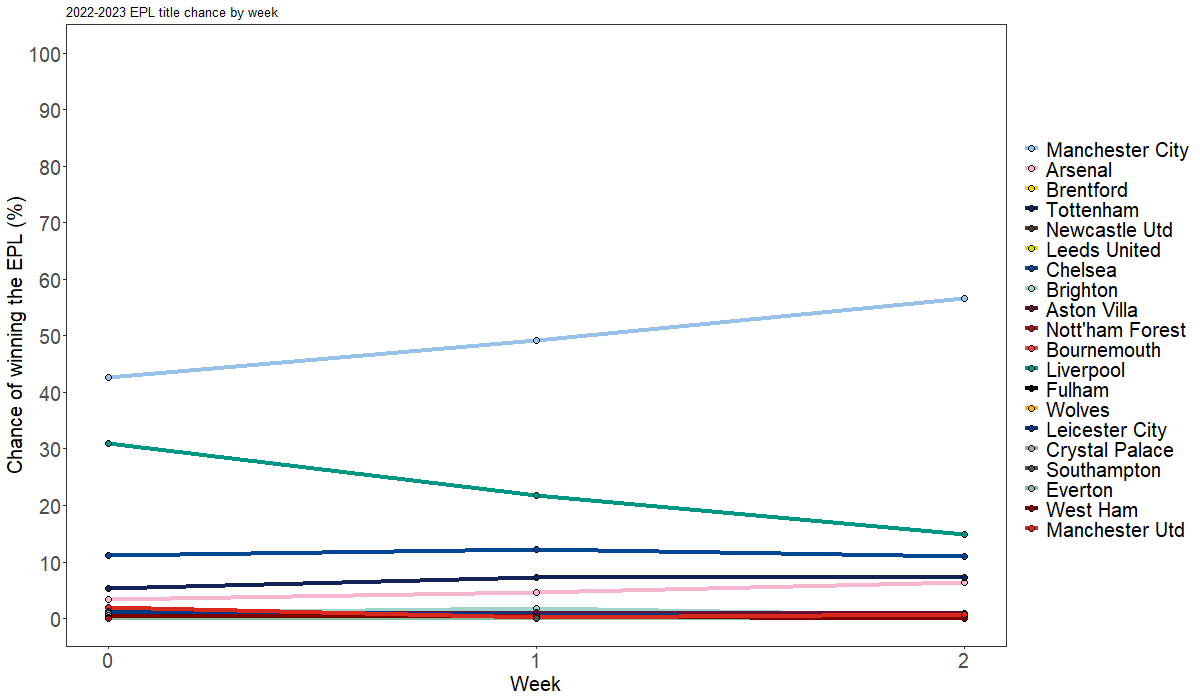 2022-2023 EPL title chance by week
Chance of winning the EPL (%)
100
90
80
70
60
50
40
30
20
10
0
0 1 2
Week
Manchester City
Arsenal
Brentford
Tottenham
Newcastle Utd
Leeds United
Chelsea
Brighton
Aston Villa
Nott'ham Forest
Bournemouth
Liverpool
Fulham
Wolves
Leicester City
Crystal Palace
Southampton
Everton
West Ham
Manchester Utd